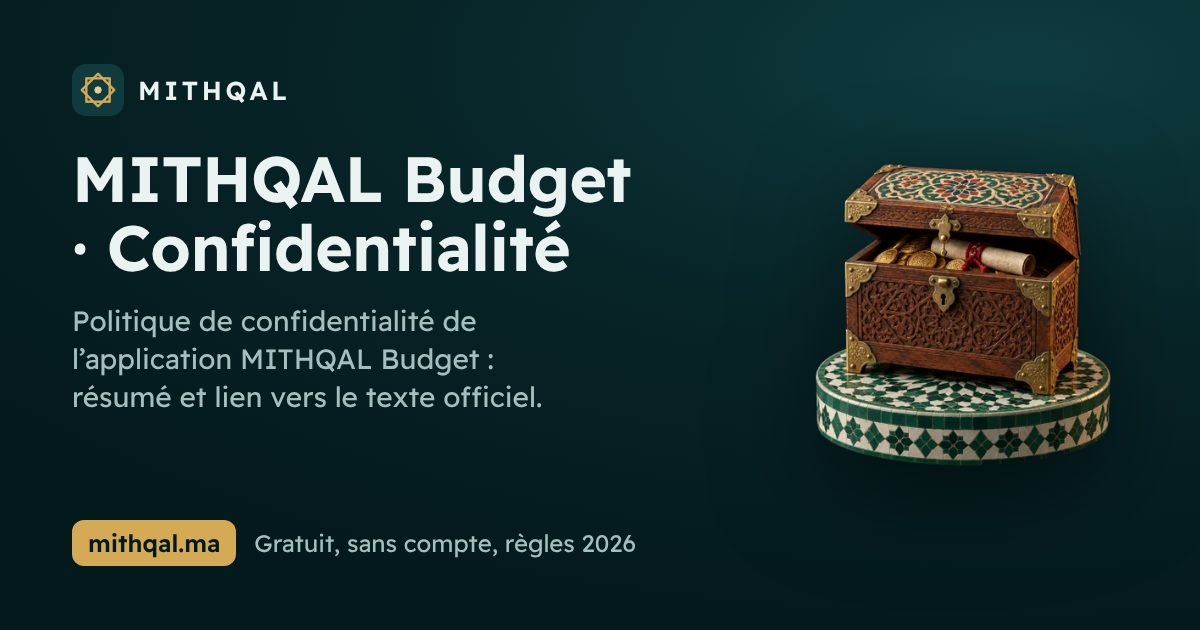 MITHQAL
MITHQAL Budget
· Confidentialité
Politique de confidentialité de
l’application MITHQAL Budget :
résumé et lien vers le texte officiel.
mithqal.ma
Gratuit, sans compte, règles 2026